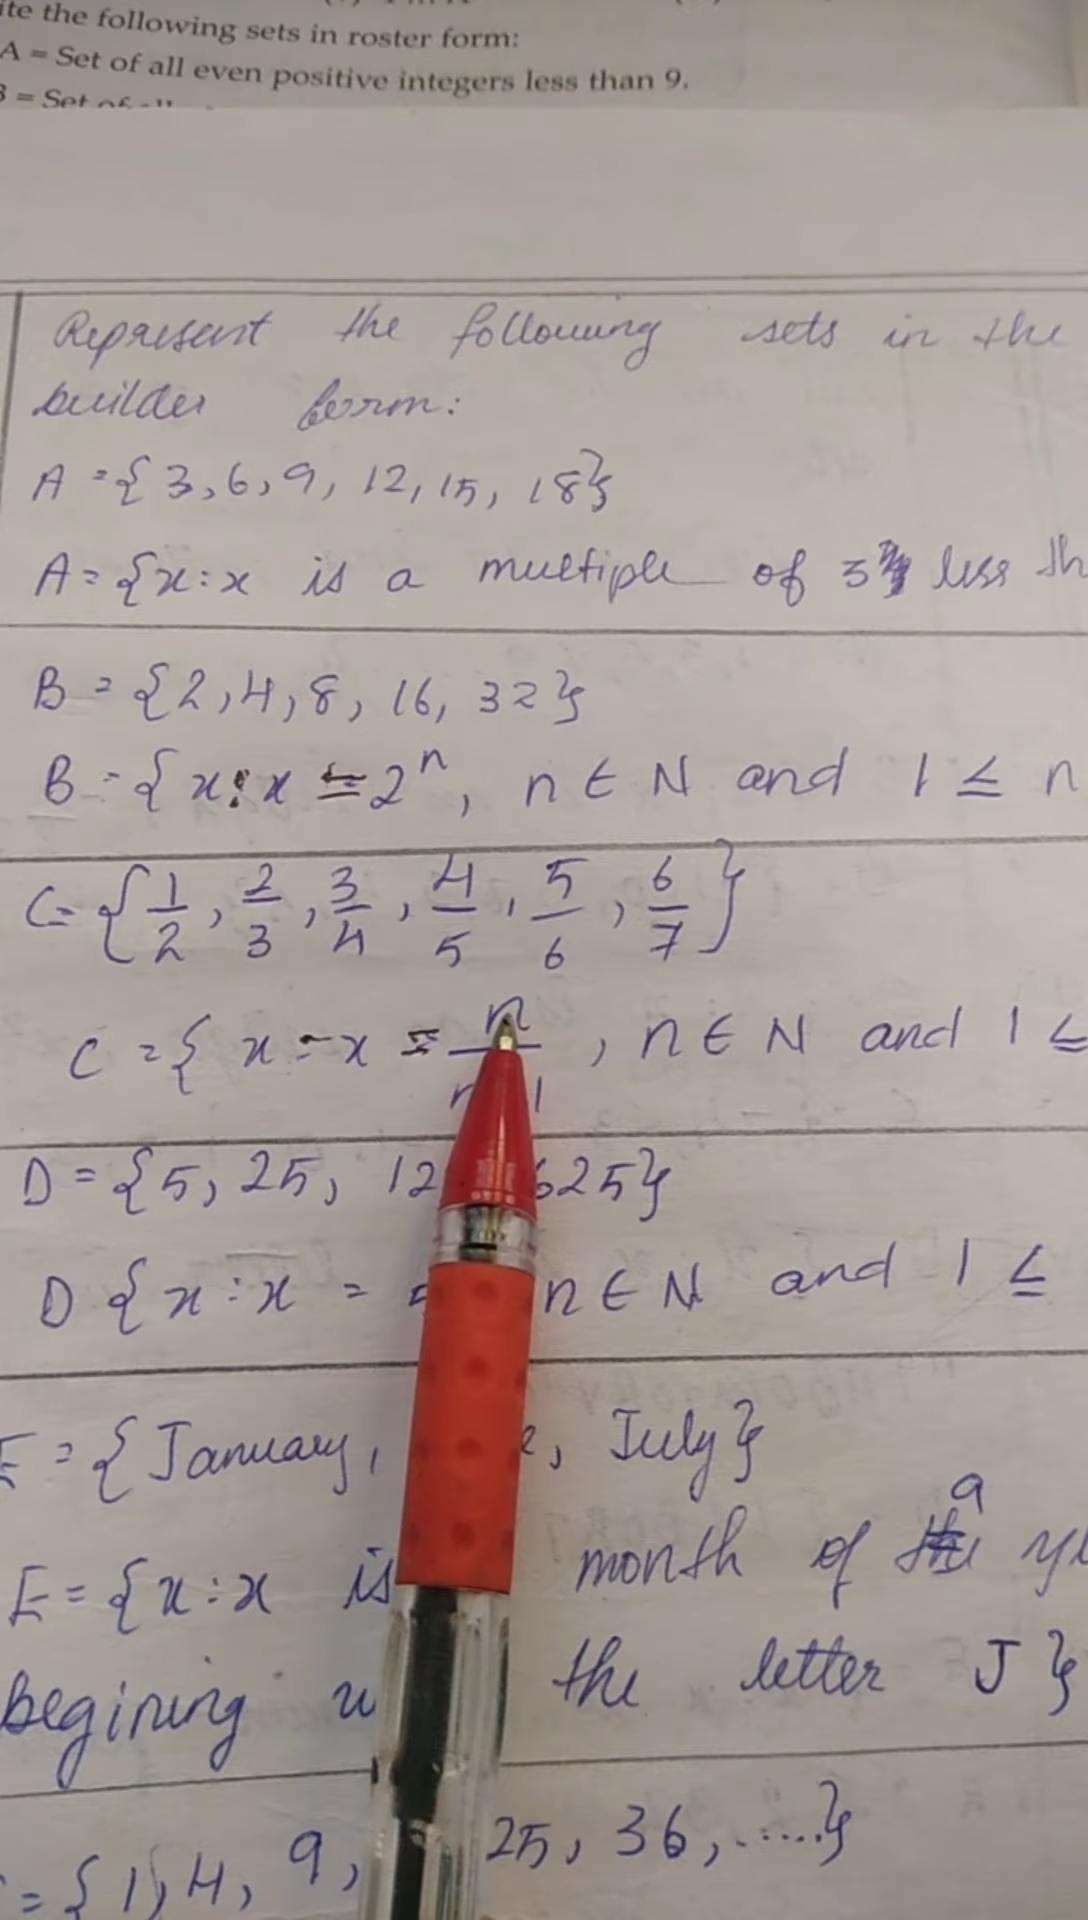 the following sets in roster form:
A = Set of all even positive integers less than 9.
= Set of all
Represent the following sets in the
builder form:
A = {3, 6, 9, 12, 15, 18}
A = {x : x is a multiple of 3 less
B = {2, 4, 8, 16, 32}
B = {x : x = 2ⁿ, n ∈ N and 1 ≤ n
C = {1/2, 2/3, 3/4, 4/5, 5/6, 6/7}
C = {x : x = n/ , n ∈ N and 1 ≤
D = {5, 25, 625}
D {x : x = n ∈ N and 1 ≤
= {January, , July}
E = {x : x is month of a
begining the letter J}
= {1, 4, 9, 25, 36, .....}